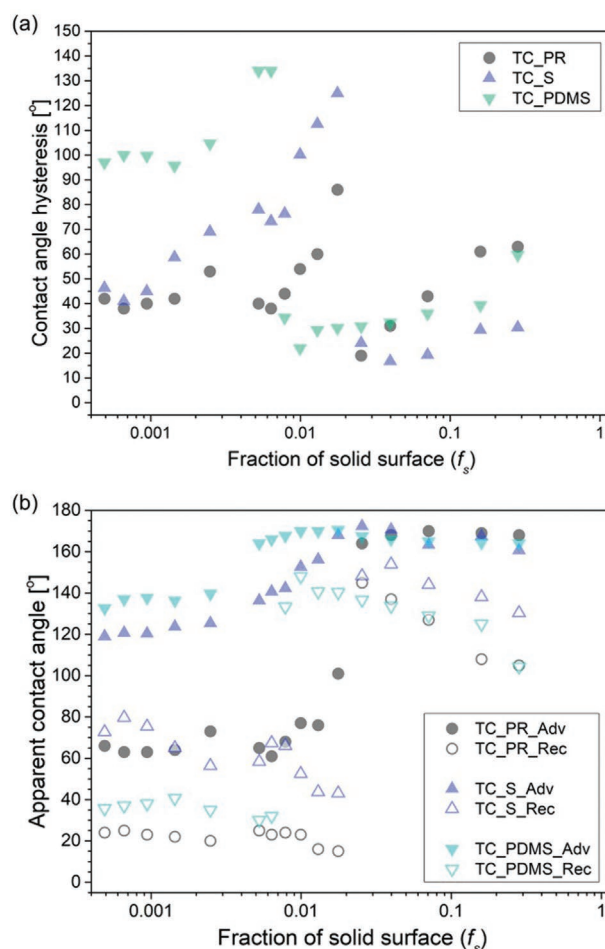 (a)
150
140
130
120
110
100
90
80
70
60
50
40
30
20
10
0
Contact angle hysteresis [°]
TC_PR
TC_S
TC_PDMS
0.001 0.01 0.1 1
Fraction of solid surface (fs)
(b)
180
160
140
120
100
80
60
40
20
0
Apparent contact angle [°]
TC_PR_Adv
TC_PR_Rec
TC_S_Adv
TC_S_Rec
TC_PDMS_Adv
TC_PDMS_Rec
0.001 0.01 0.1 1
Fraction of solid surface (fs)